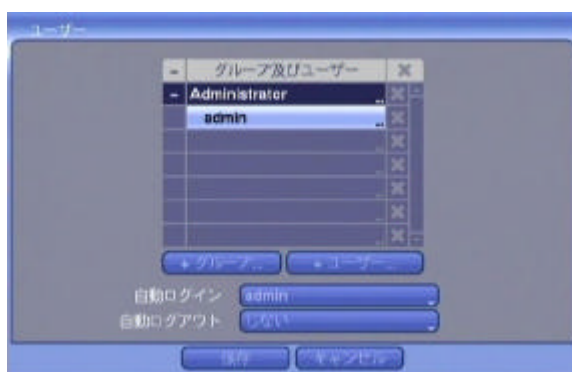 ユーザー
- グループ及びユーザー ×
- Administrator ... ×
admin ... ×
... ×
... ×
... ×
... ×
... ×
+ グループ... + ユーザー...
自動ログイン admin
自動ログアウト しない
保存 キャンセル